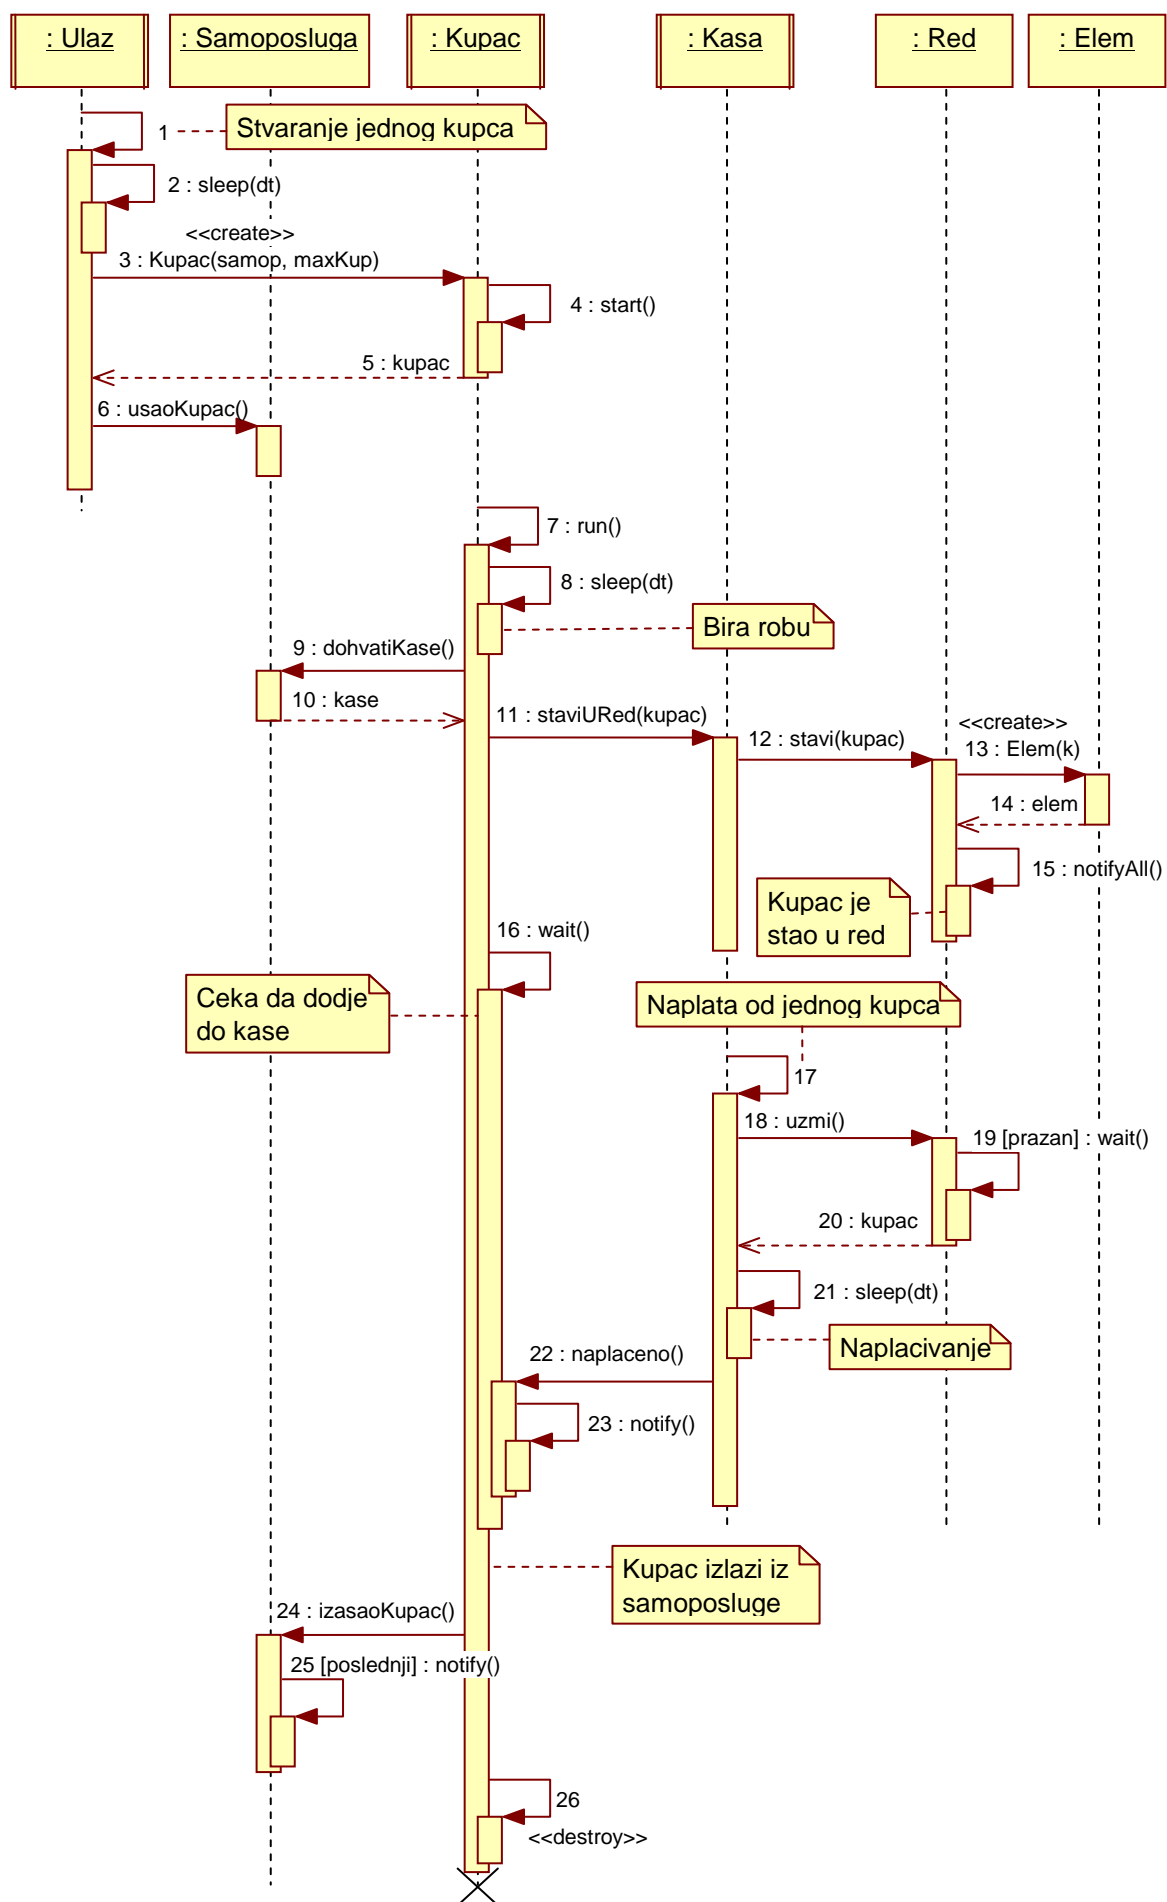 : Ulaz
: Samoposluga
: Kupac
: Kasa
: Red
: Elem
1
Stvaranje jednog kupca
2 : sleep(dt)
<<create>>
3 : Kupac(samop, maxKup)
4 : start()
5 : kupac
6 : usaoKupac()
7 : run()
8 : sleep(dt)
Bira robu
9 : dohvatiKase()
10 : kase
11 : staviURed(kupac)
12 : stavi(kupac)
<<create>>
13 : Elem(k)
14 : elem
15 : notifyAll()
Kupac je
stao u red
16 : wait()
Ceka da dodje
do kase
Naplata od jednog kupca
17
18 : uzmi()
19 [prazan] : wait()
20 : kupac
21 : sleep(dt)
Naplacivanje
22 : naplaceno()
23 : notify()
Kupac izlazi iz
samoposluge
24 : izasaoKupac()
25 [poslednji] : notify()
26
<<destroy>>